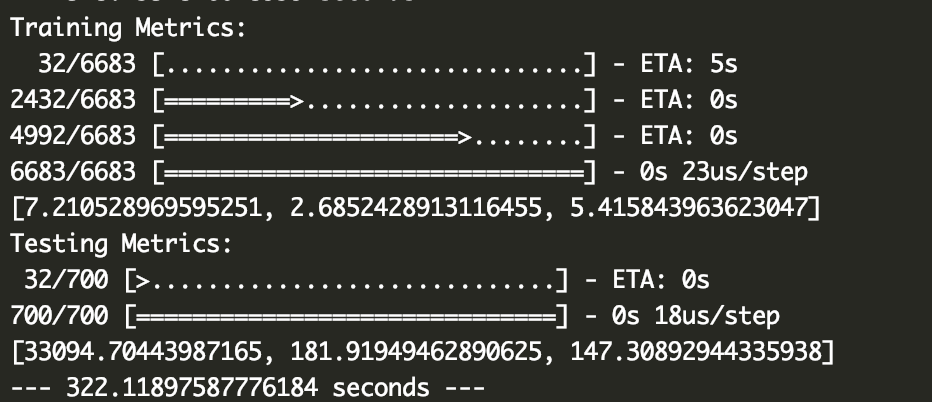 Training Metrics:
32/6683 [..............................] - ETA: 5s
2432/6683 [=========>....................] - ETA: 0s
4992/6683 [=====================>........] - ETA: 0s
6683/6683 [==============================] - 0s 23us/step
[7.210528969595251, 2.6852428913116455, 5.415843963623047]
Testing Metrics:
32/700 [>.............................] - ETA: 0s
700/700 [==============================] - 0s 18us/step
[33094.70443987165, 181.91949462890625, 147.30892944335938]
--- 322.11897587776184 seconds ---